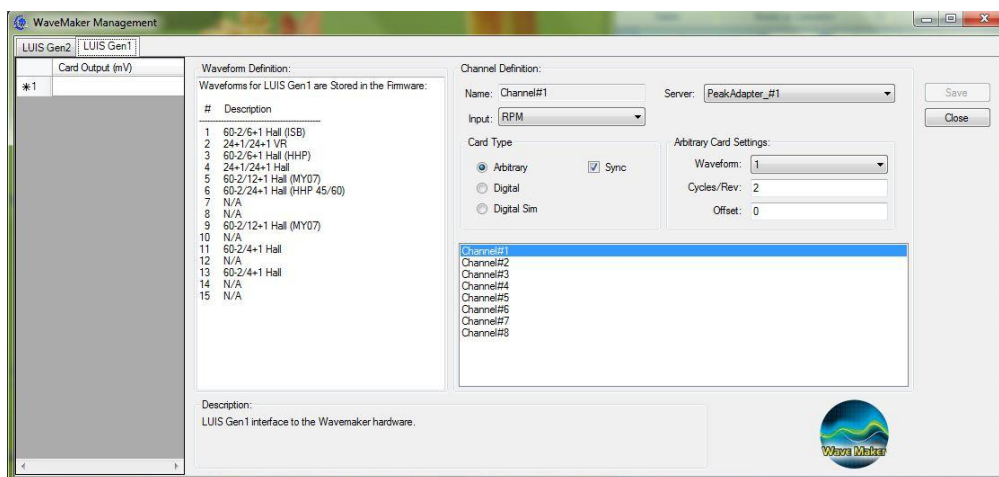 WaveMaker Management
LUIS Gen2 LUIS Gen1
Card Output (mV)
1
Waveform Definition:
Waveforms for LUIS Gen1 are Stored in the Firmware:
# Description
1 60-2/6+1 Hall (ISB)
2 24+1/24+1 VR
3 60-2/6+1 Hall (HHP)
4 24+1/24+1 Hall
5 60-2/12+1 Hall (MY07)
6 60-2/24+1 Hall (HHP 45/60)
7 N/A
8 N/A
9 60-2/12+1 Hall (MY07)
10 N/A
11 60-2/4+1 Hall
12 N/A
13 60-2/4+1 Hall
14 N/A
15 N/A
Channel Definition:
Name: Channel#1 Server: PeakAdapter_#1
Input: RPM
Card Type
Arbitrary Sync
Digital
Digital Sim
Arbitrary Card Settings:
Waveform: 1
Cycles/Rev: 2
Offset: 0
Save
Close
Channel#1
Channel#2
Channel#3
Channel#4
Channel#5
Channel#6
Channel#7
Channel#8
Description:
LUIS Gen1 interface to the Wavemaker hardware.
Wave Maker